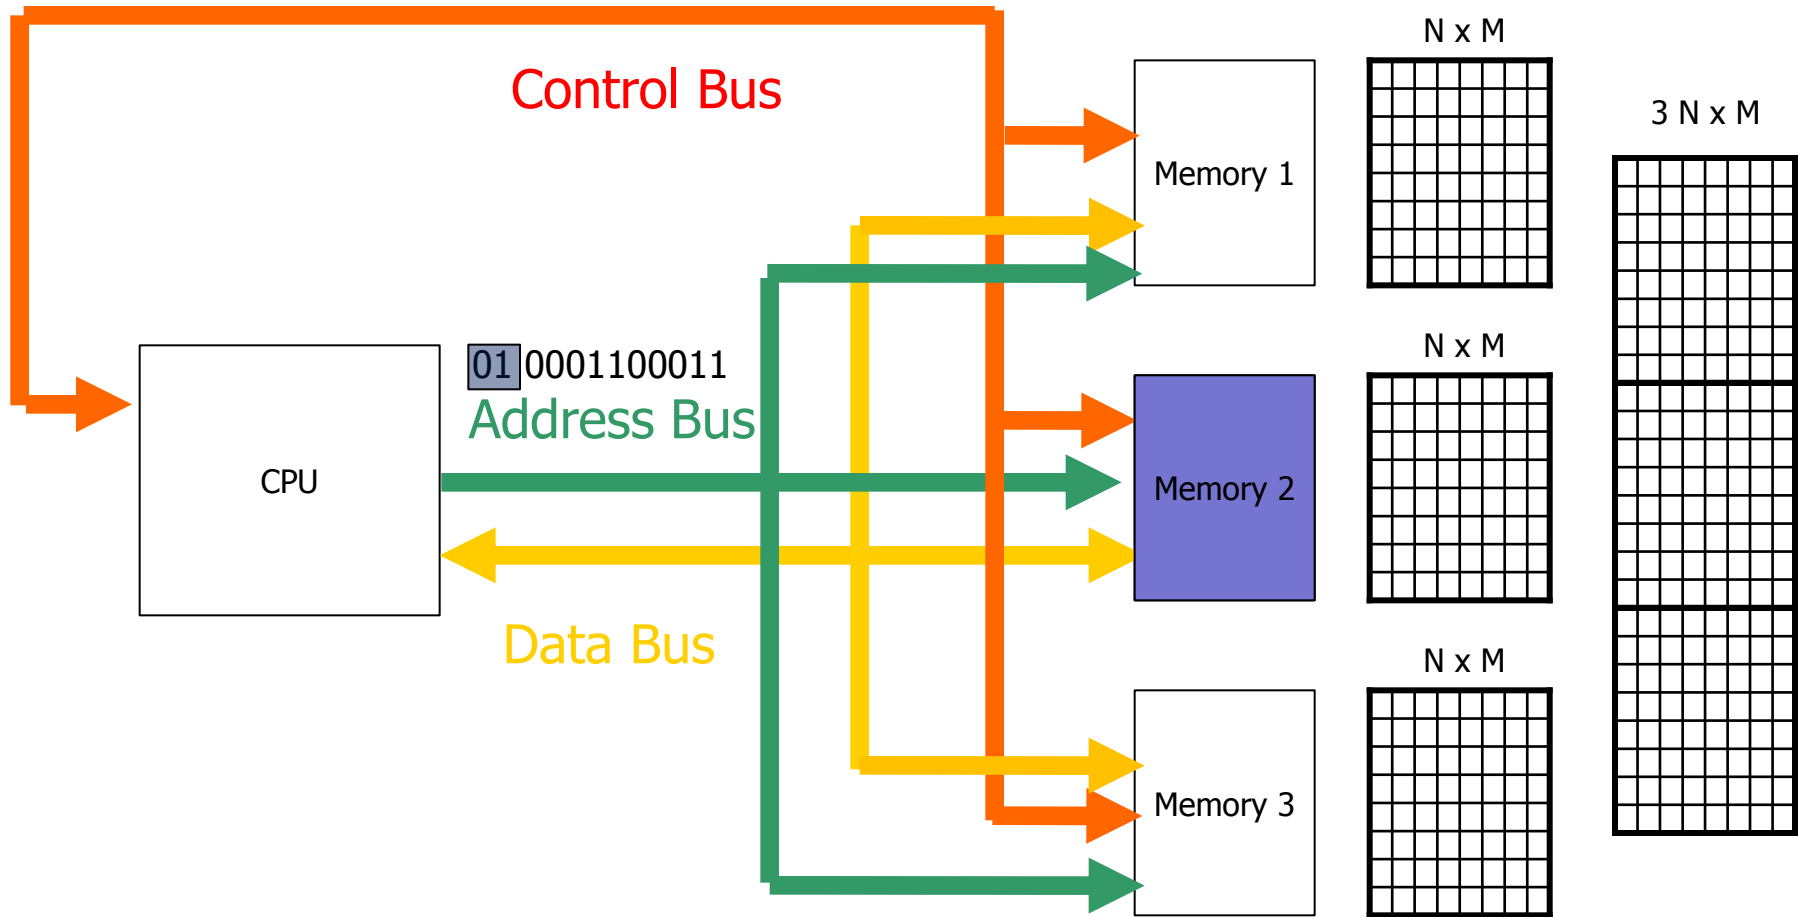 N x M
Control Bus
3 N x M
Memory 1
N x M
01 0001100011
Address Bus
CPU
Memory 2
Data Bus
N x M
Memory 3